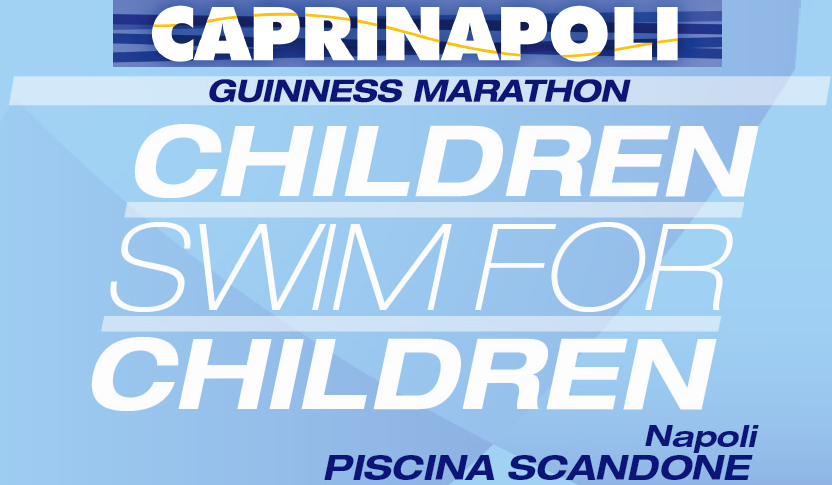 CAPRINAPOLI
GUINNESS MARATHON
CHILDREN
SWIM FOR
CHILDREN
Napoli
PISCINA SCANDONE